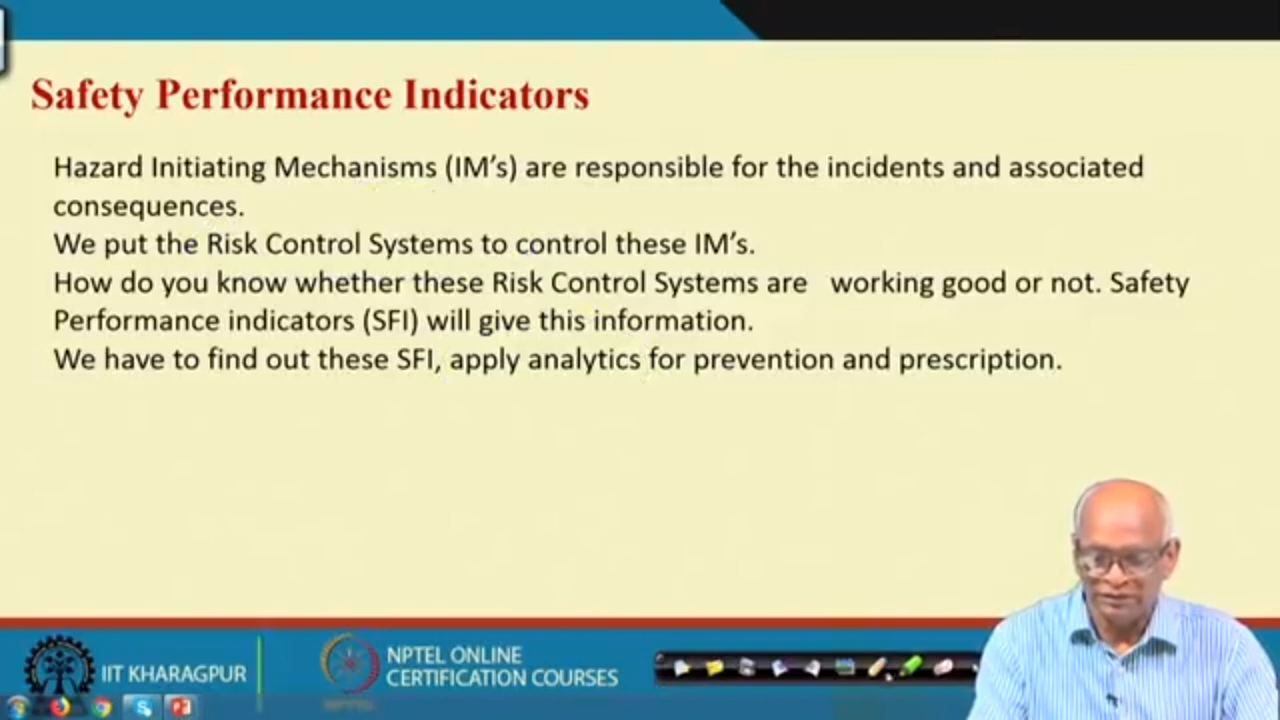 Safety Performance Indicators
Hazard Initiating Mechanisms (IM’s) are responsible for the incidents and associated
consequences.
We put the Risk Control Systems to control these IM’s.
How do you know whether these Risk Control Systems are working good or not. Safety
Performance indicators (SFI) will give this information.
We have to find out these SFI, apply analytics for prevention and prescription.
IIT KHARAGPUR
NPTEL ONLINE
CERTIFICATION COURSES